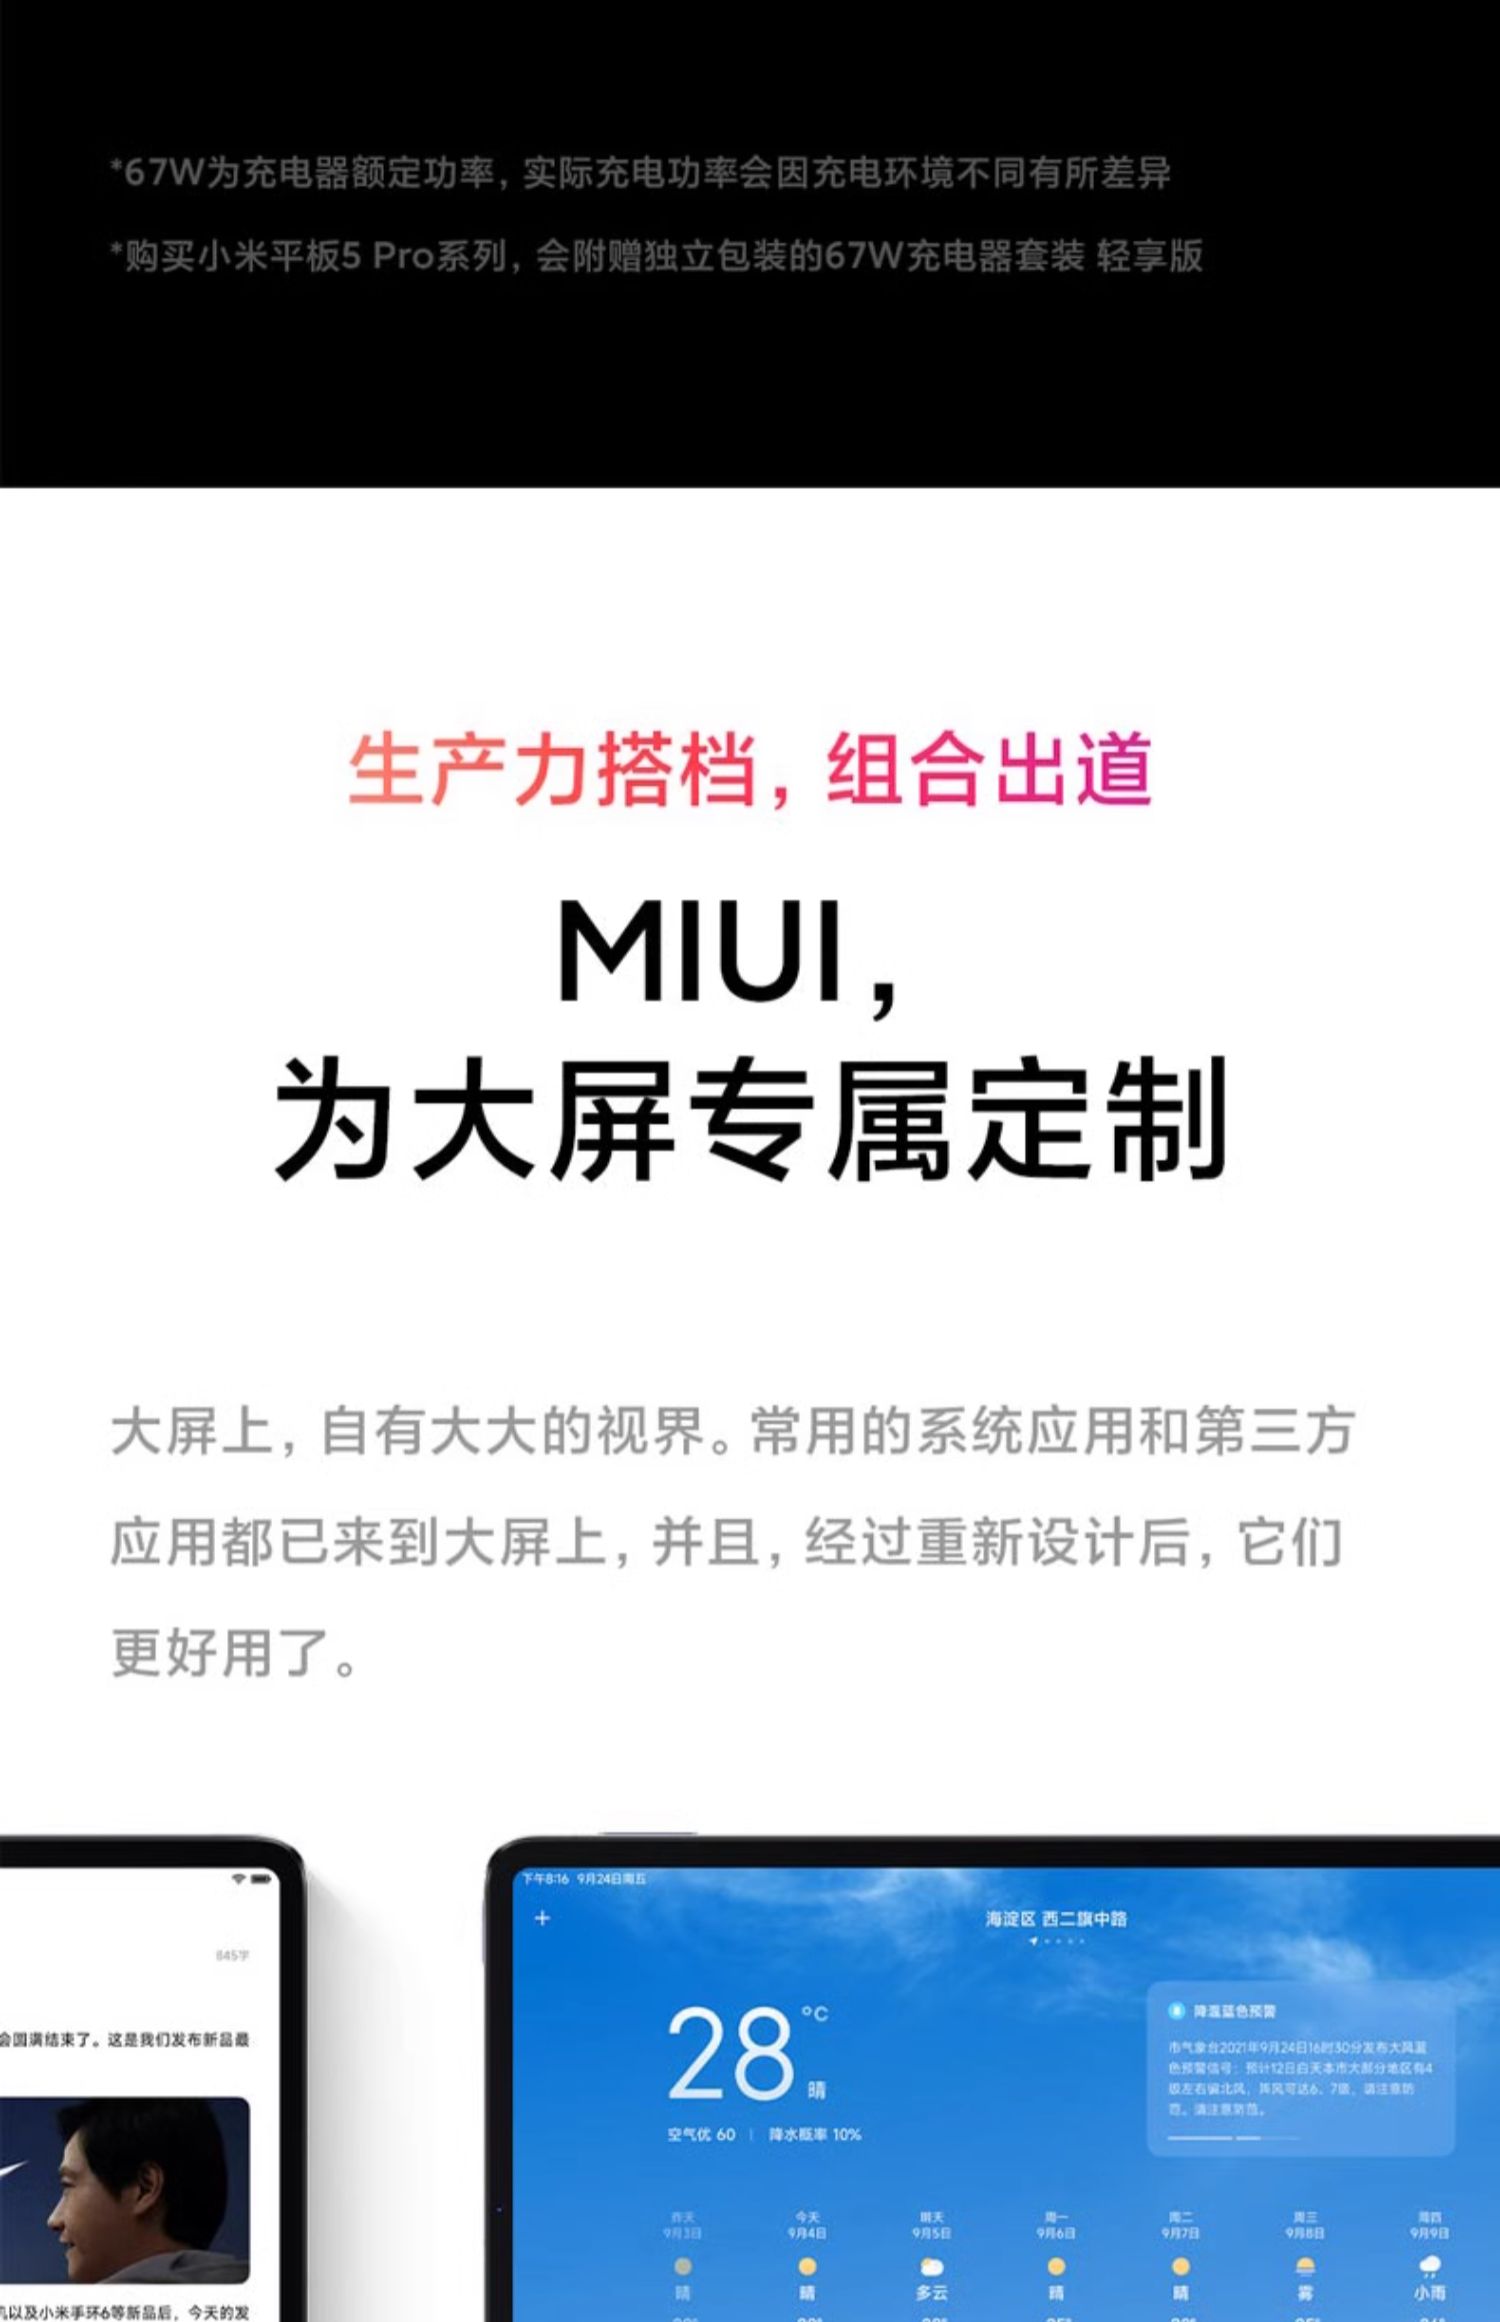 *67W为充电器额定功率，实际充电功率会因充电环境不同有所差异
*购买小米平板5 Pro系列，会附赠独立包装的67W充电器套装 轻享版
生产力搭档，组合出道
MIUI，
为大屏专属定制
大屏上，自有大大的视界。常用的系统应用和第三方
应用都已来到大屏上，并且，经过重新设计后，它们
更好用了。
845字
会圆满结束了。这是我们发布新品最
以及小米手环6等新品后，今天的发
下午8:16 9月24日周五
海淀区 西二旗中路
28°C
晴
空气优 60 | 降水概率 10%
降温蓝色预警
市气象台2021年9月24日16时30分发布大风蓝
色预警信号：预计12日白天本市大部分地区有4
级左右偏北风，阵风可达6、7级，请注意防
范。请注意防范。
昨天 今天 明天 周一 周二 周三 周四
9月3日 9月4日 9月5日 9月6日 9月7日 9月8日 9月9日
晴 晴 多云 晴 晴 雾 小雨